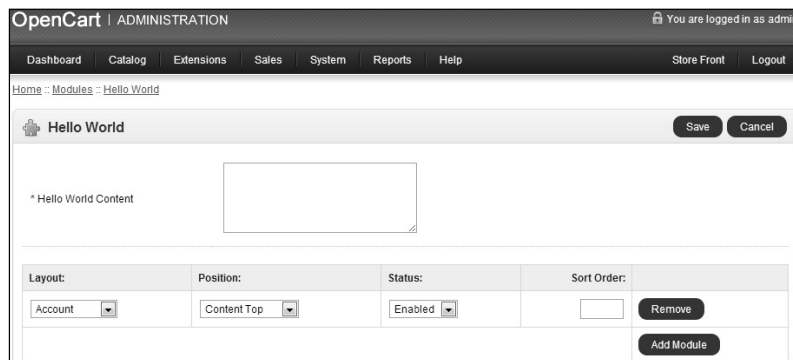 OpenCart | ADMINISTRATION You are logged in as admi
Dashboard Catalog Extensions Sales System Reports Help Store Front Logout
Home :: Modules :: Hello World
Hello World Save Cancel
* Hello World Content
Layout: Position: Status: Sort Order:
Account Content Top Enabled Remove
Add Module